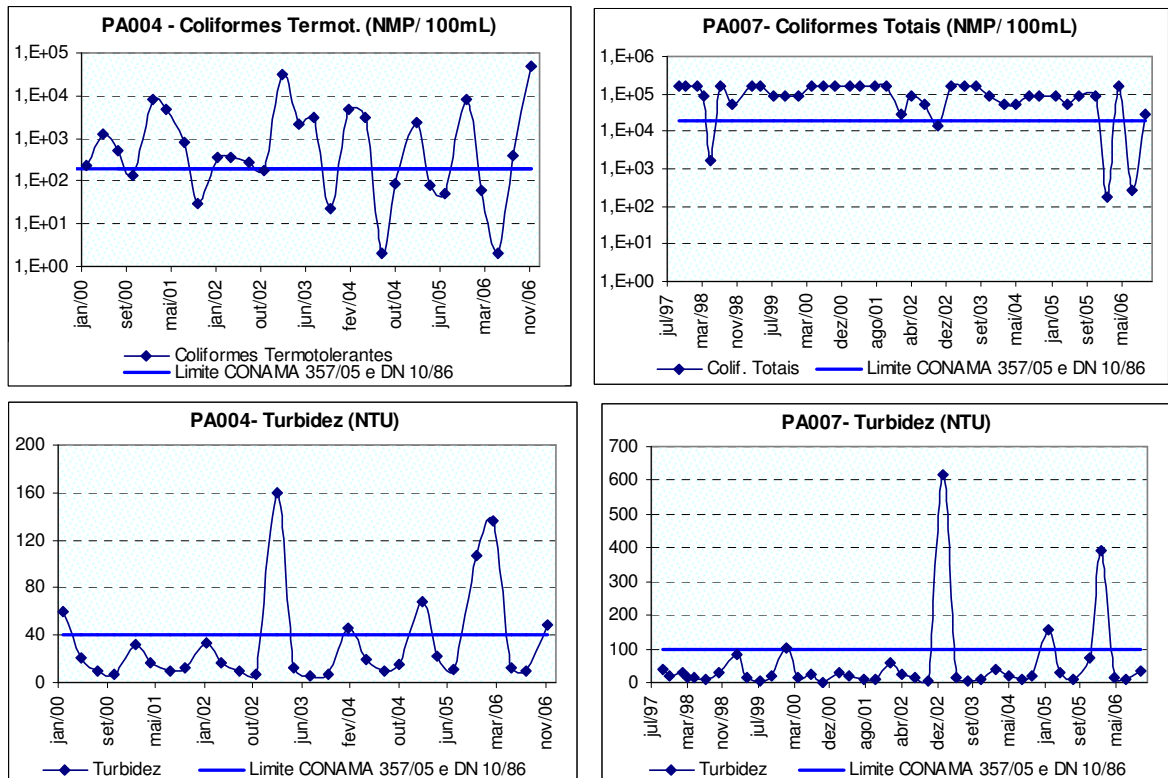 PA004 - Coliformes Termot. (NMP/ 100mL)
1,E+05
1,E+04
1,E+03
1,E+02
1,E+01
1,E+00
jan/00
set/00
mai/01
jan/02
out/02
jun/03
fev/04
out/04
jun/05
mar/06
nov/06
Coliformes Termotolerantes
Limite CONAMA 357/05 e DN 10/86
PA007- Coliformes Totais (NMP/ 100mL)
1,E+06
1,E+05
1,E+04
1,E+03
1,E+02
1,E+01
1,E+00
jul/97
mar/98
nov/98
jul/99
mar/00
dez/00
ago/01
abr/02
dez/02
set/03
mai/04
jan/05
set/05
mai/06
Colif. Totais
Limite CONAMA 357/05 e DN 10/86
PA004- Turbidez (NTU)
200
160
120
80
40
0
jan/00
set/00
mai/01
jan/02
out/02
jun/03
fev/04
out/04
jun/05
mar/06
nov/06
Turbidez
Limite CONAMA 357/05 e DN 10/86
PA007- Turbidez (NTU)
700
600
500
400
300
200
100
0
jul/97
mar/98
nov/98
jul/99
mar/00
dez/00
ago/01
abr/02
dez/02
set/03
mai/04
jan/05
set/05
mai/06
Turbidez
Limite CONAMA 357/05 e DN 10/86